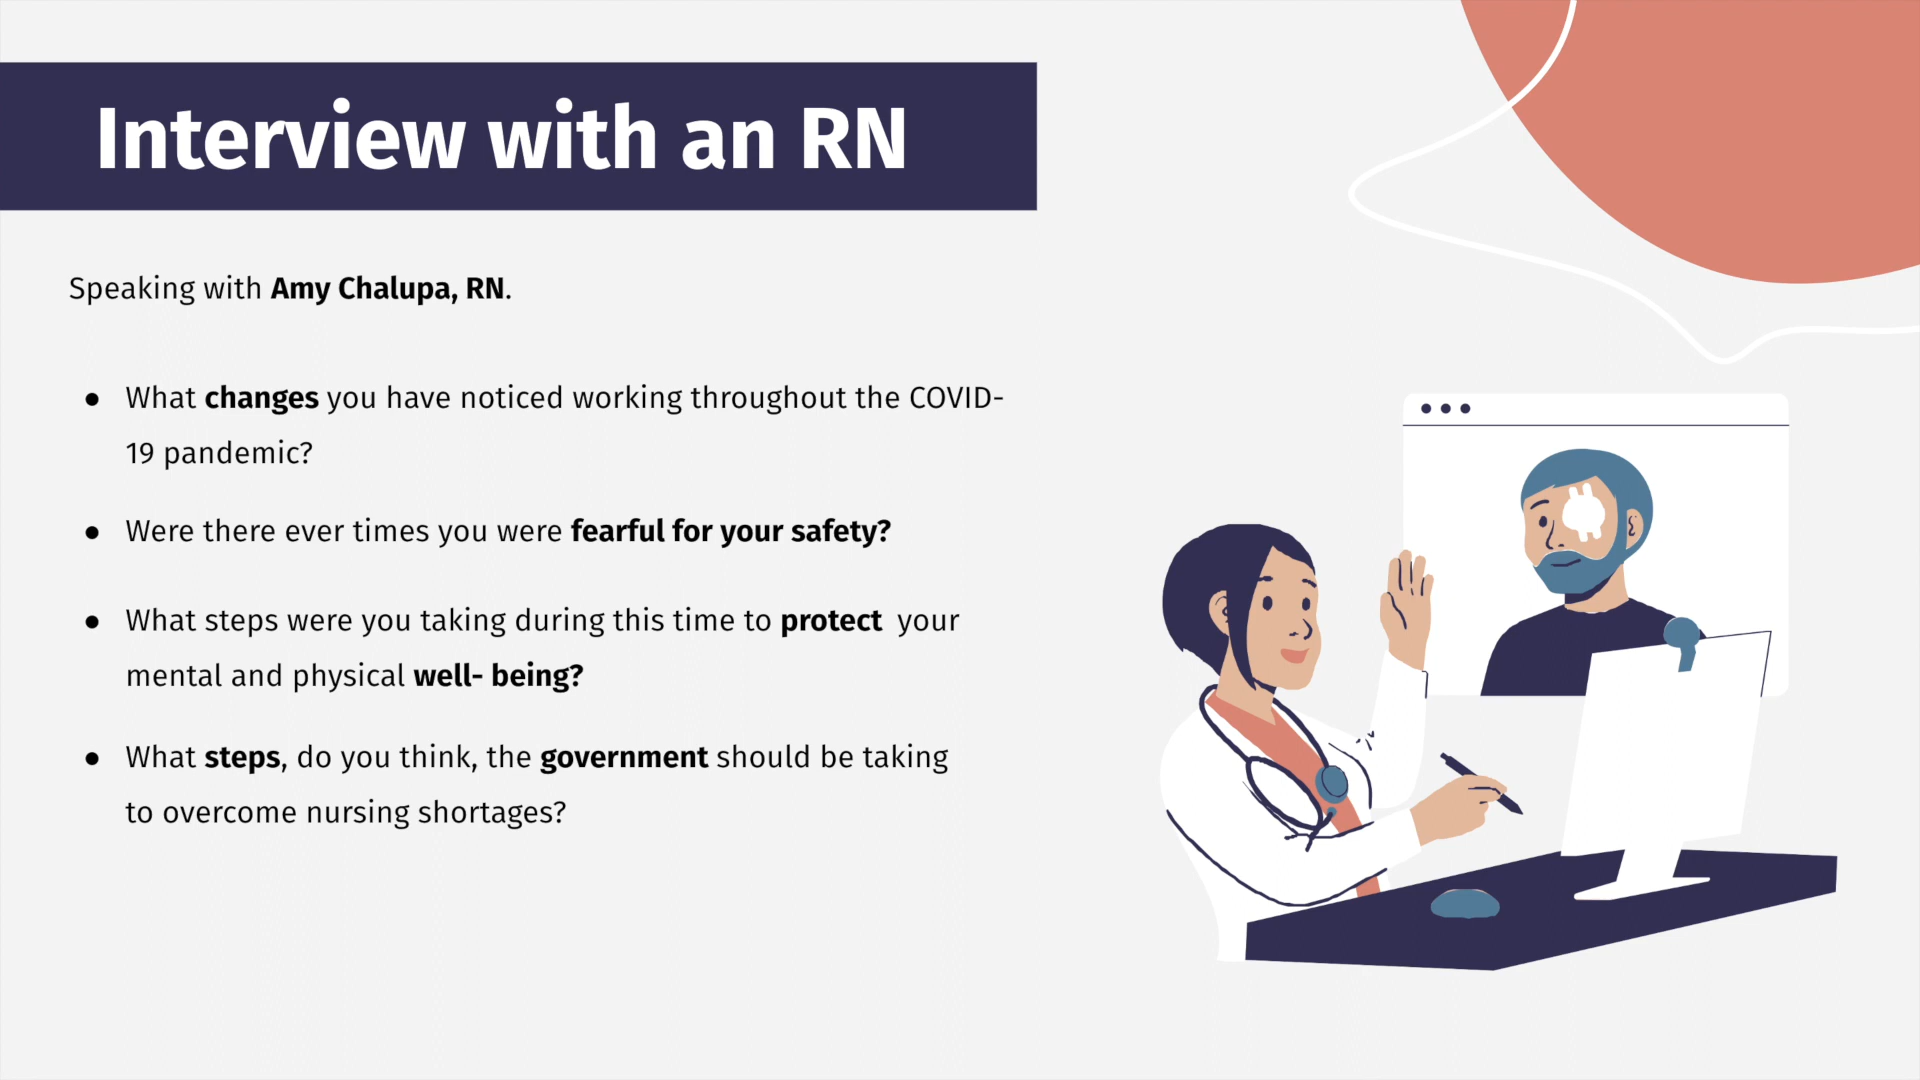 Interview with an RN
Speaking with Amy Chalupa, RN.
● What changes you have noticed working throughout the COVID-
19 pandemic?
● Were there ever times you were fearful for your safety?
● What steps were you taking during this time to protect  your
mental and physical well- being?
● What steps, do you think, the government should be taking
to overcome nursing shortages?